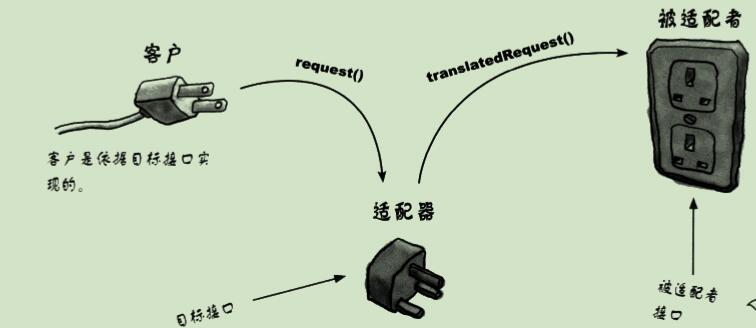 被适配者
客户
request()
translatedRequest()
客户是依据目标接口实
现的。
适配器
目标接口
被适配者
接口